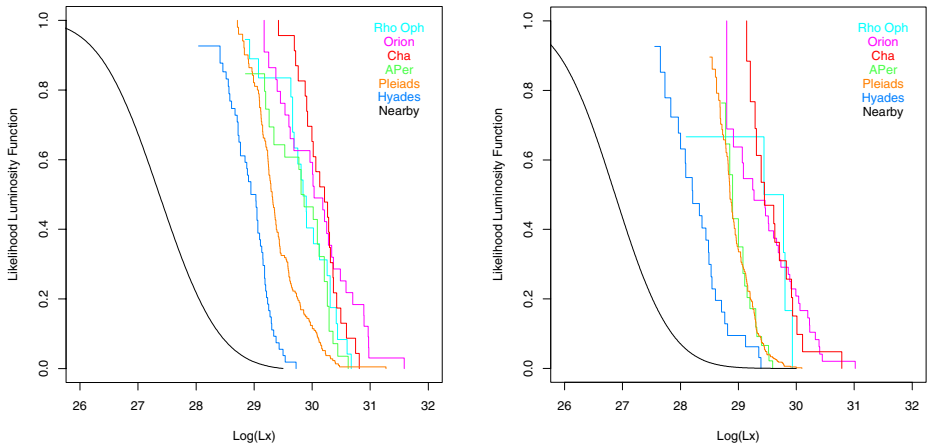 1.0
0.8
0.6
0.4
0.2
0.0
Likelihood Luminosity Function
Rho Oph
Orion
Cha
APer
Pleiads
Hyades
Nearby
26 27 28 29 30 31 32
Log(Lx)
1.0
0.8
0.6
0.4
0.2
0.0
Likelihood Luminosity Function
Rho Oph
Orion
Cha
APer
Pleiads
Hyades
Nearby
26 27 28 29 30 31 32
Log(Lx)